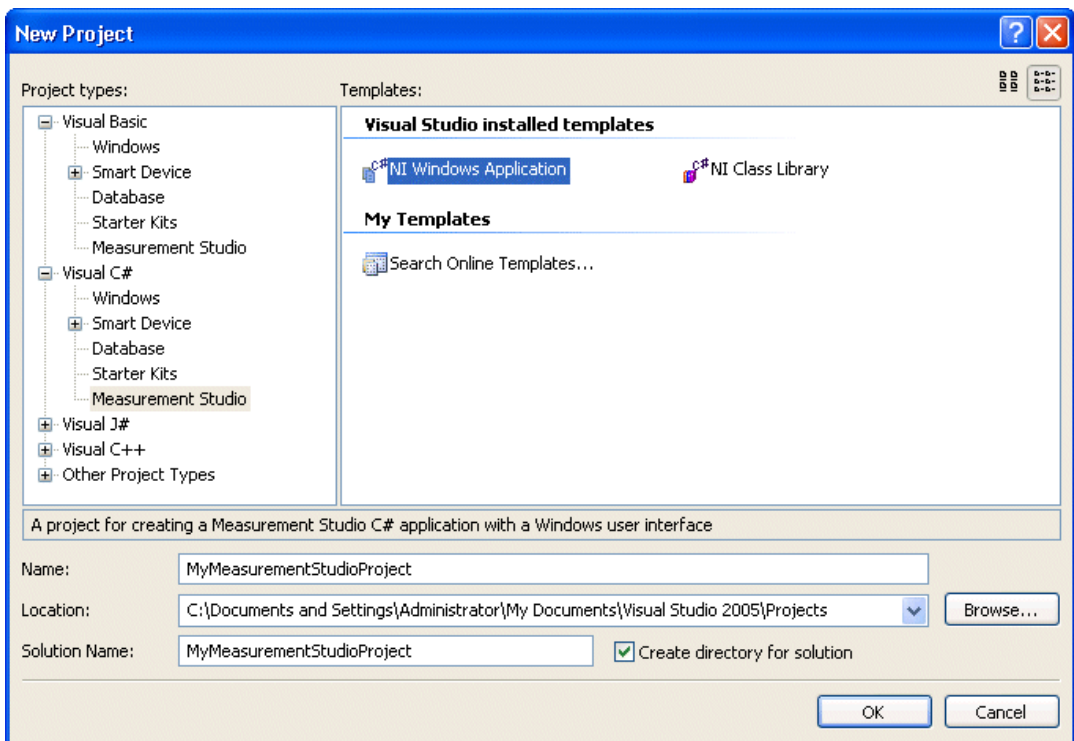 New Project
Project types:
Templates:
Visual Basic
Windows
Smart Device
Database
Starter Kits
Measurement Studio
Visual C#
Windows
Smart Device
Database
Starter Kits
Measurement Studio
Visual J#
Visual C++
Other Project Types
Visual Studio installed templates
NI Windows Application
NI Class Library
My Templates
Search Online Templates...
A project for creating a Measurement Studio C# application with a Windows user interface
Name:
MyMeasurementStudioProject
Location:
C:\Documents and Settings\Administrator\My Documents\Visual Studio 2005\Projects
Browse...
Solution Name:
MyMeasurementStudioProject
Create directory for solution
OK
Cancel